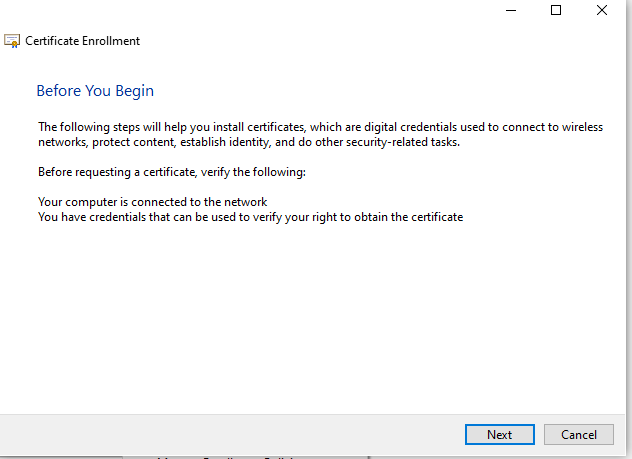 Certificate Enrollment
Before You Begin
The following steps will help you install certificates, which are digital credentials used to connect to wireless
networks, protect content, establish identity, and do other security-related tasks.
Before requesting a certificate, verify the following:
Your computer is connected to the network
You have credentials that can be used to verify your right to obtain the certificate
Next
Cancel